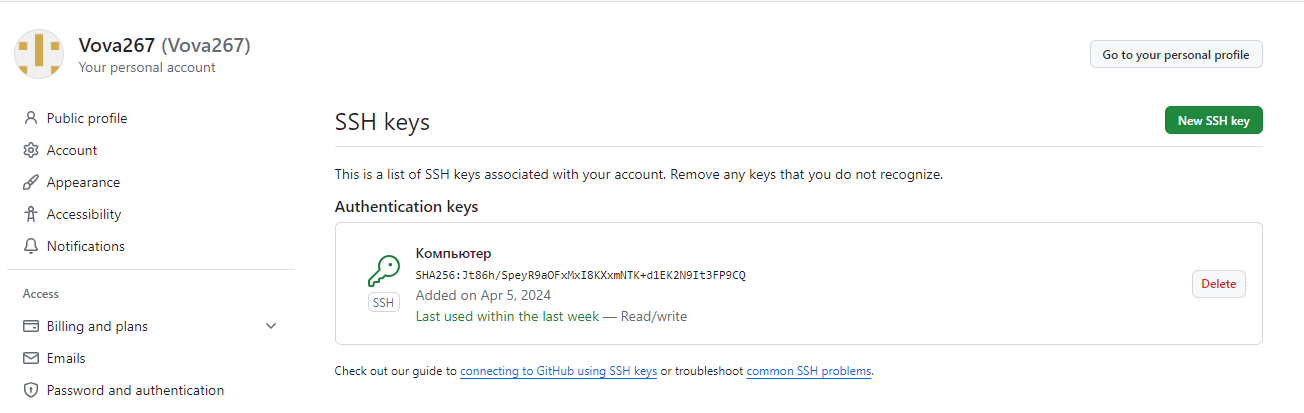 Vova267 (Vova267)
Your personal account
Go to your personal profile
Public profile
Account
Appearance
Accessibility
Notifications
Access
Billing and plans
Emails
Password and authentication
SSH keys
New SSH key
This is a list of SSH keys associated with your account. Remove any keys that you do not recognize.
Authentication keys
Компьютер
SHA256:Jt86h/SpeyR9aOFxMxI8KXxmNTK+d1EK2N9It3FP9CQ
SSH
Added on Apr 5, 2024
Last used within the last week — Read/write
Delete
Check out our guide to connecting to GitHub using SSH keys or troubleshoot common SSH problems.